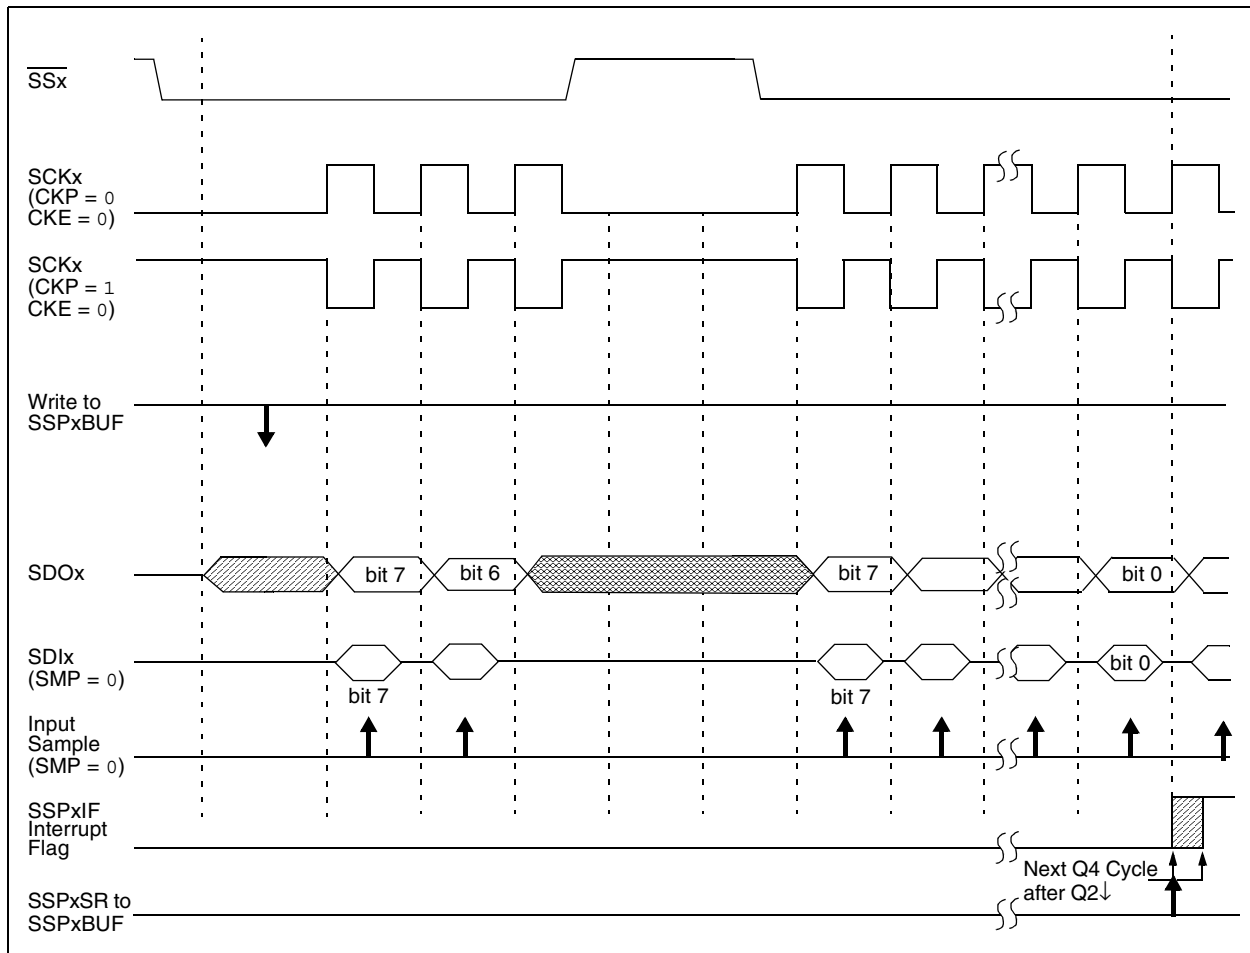 SSx
SCKx
(CKP = 0
CKE = 0)
SCKx
(CKP = 1
CKE = 0)
Write to
SSPxBUF
SDOx
bit 7
bit 6
bit 7
bit 0
SDIx
(SMP = 0)
bit 7
bit 7
bit 0
Input
Sample
(SMP = 0)
SSPxIF
Interrupt
Flag
Next Q4 Cycle
after Q2↓
SSPxSR to
SSPxBUF